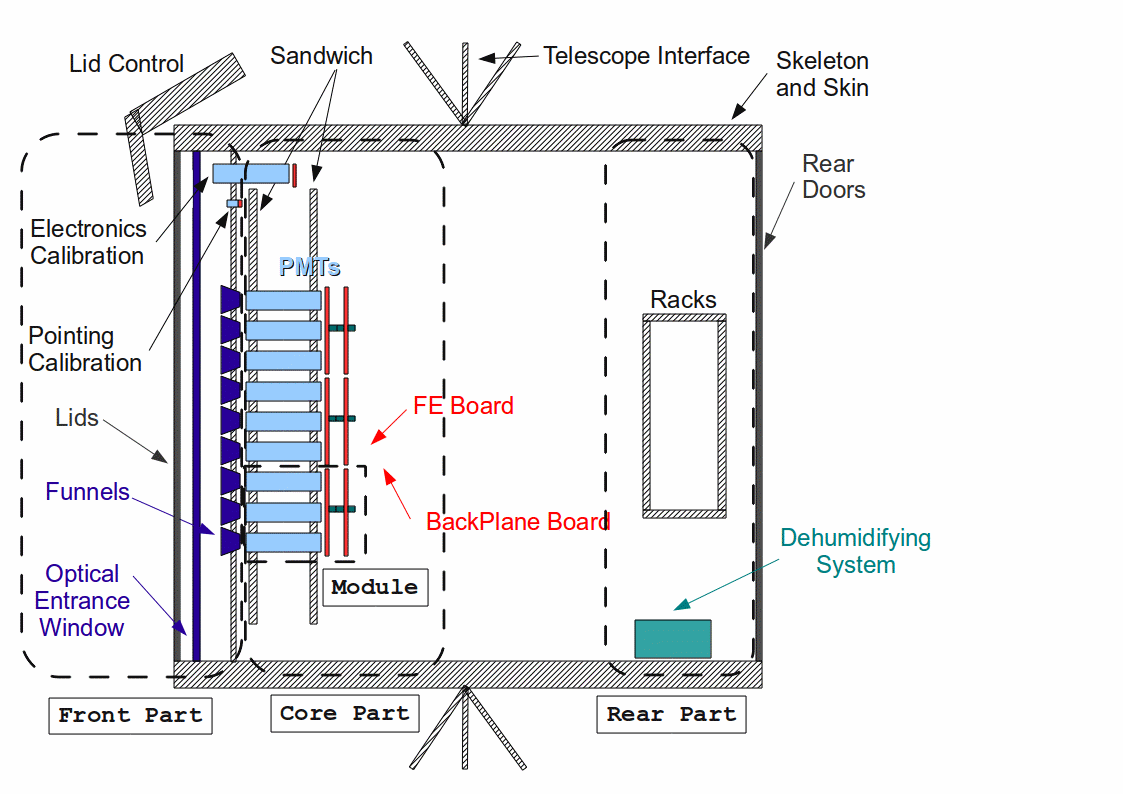 Lid Control
Sandwich
Telescope Interface
Skeleton
and Skin
Rear
Doors
Electronics
Calibration
PMTs
Racks
Pointing
Calibration
Lids
FE Board
Funnels
BackPlane Board
Dehumidifying
System
Optical
Entrance
Window
Module
Front Part
Core Part
Rear Part